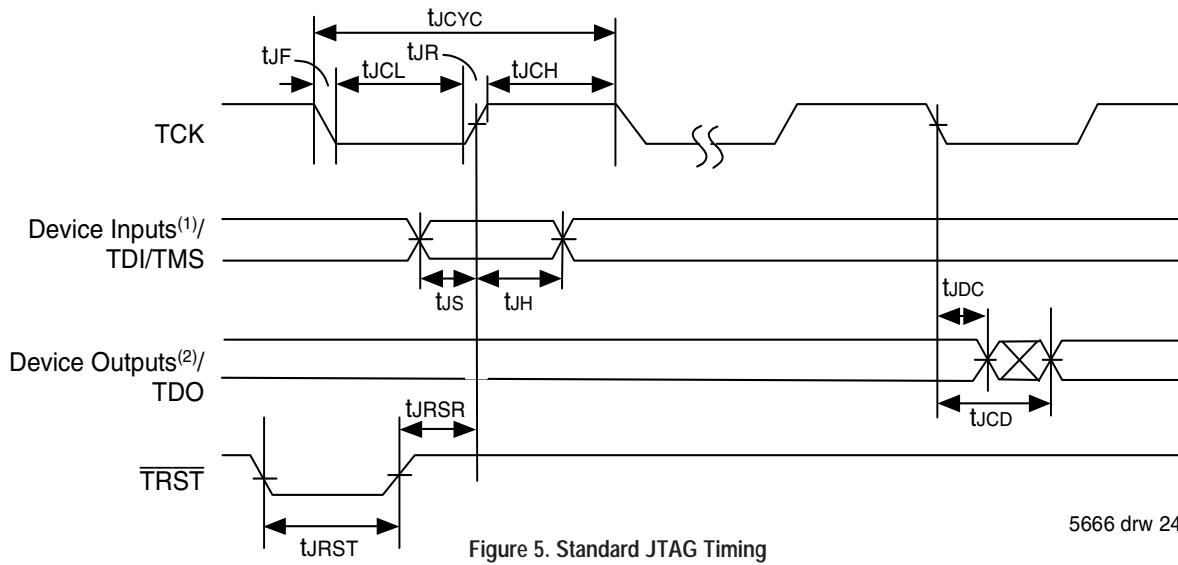 tJCYC
tJF
tJR
tJCL
tJCH
TCK
Device Inputs(1)/
TDI/TMS
tJS
tJH
tJDC
Device Outputs(2)/
TDO
tJRSR
tJCD
TRST
tJRST
5666 drw 24
Figure 5. Standard JTAG Timing